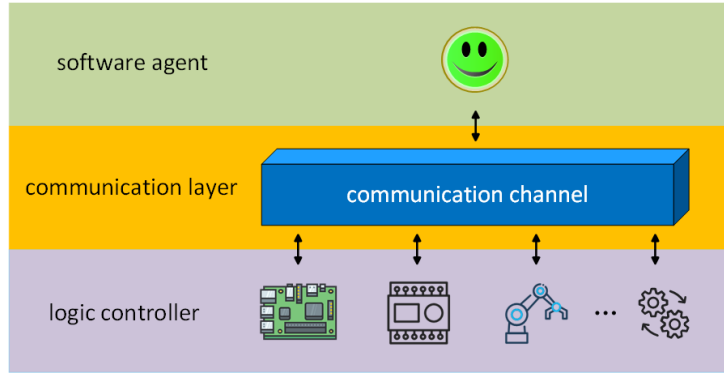 software agent
communication layer
communication channel
logic controller
...